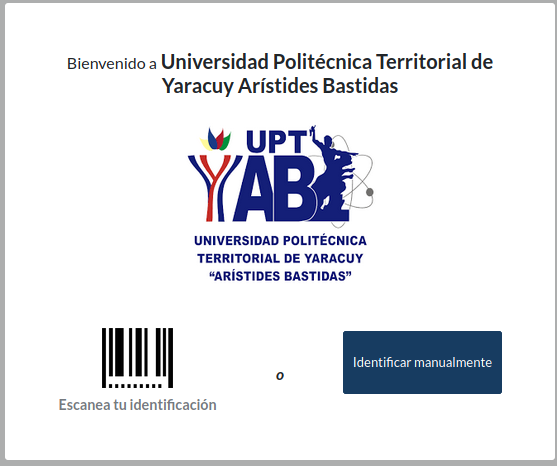 Bienvenido a Universidad Politécnica Territorial de
Yaracuy Arístides Bastidas
UPT
YAB
UNIVERSIDAD POLITÉCNICA
TERRITORIAL DE YARACUY
“ARÍSTIDES BASTIDAS”
Escanea tu identificación
o
Identificar manualmente